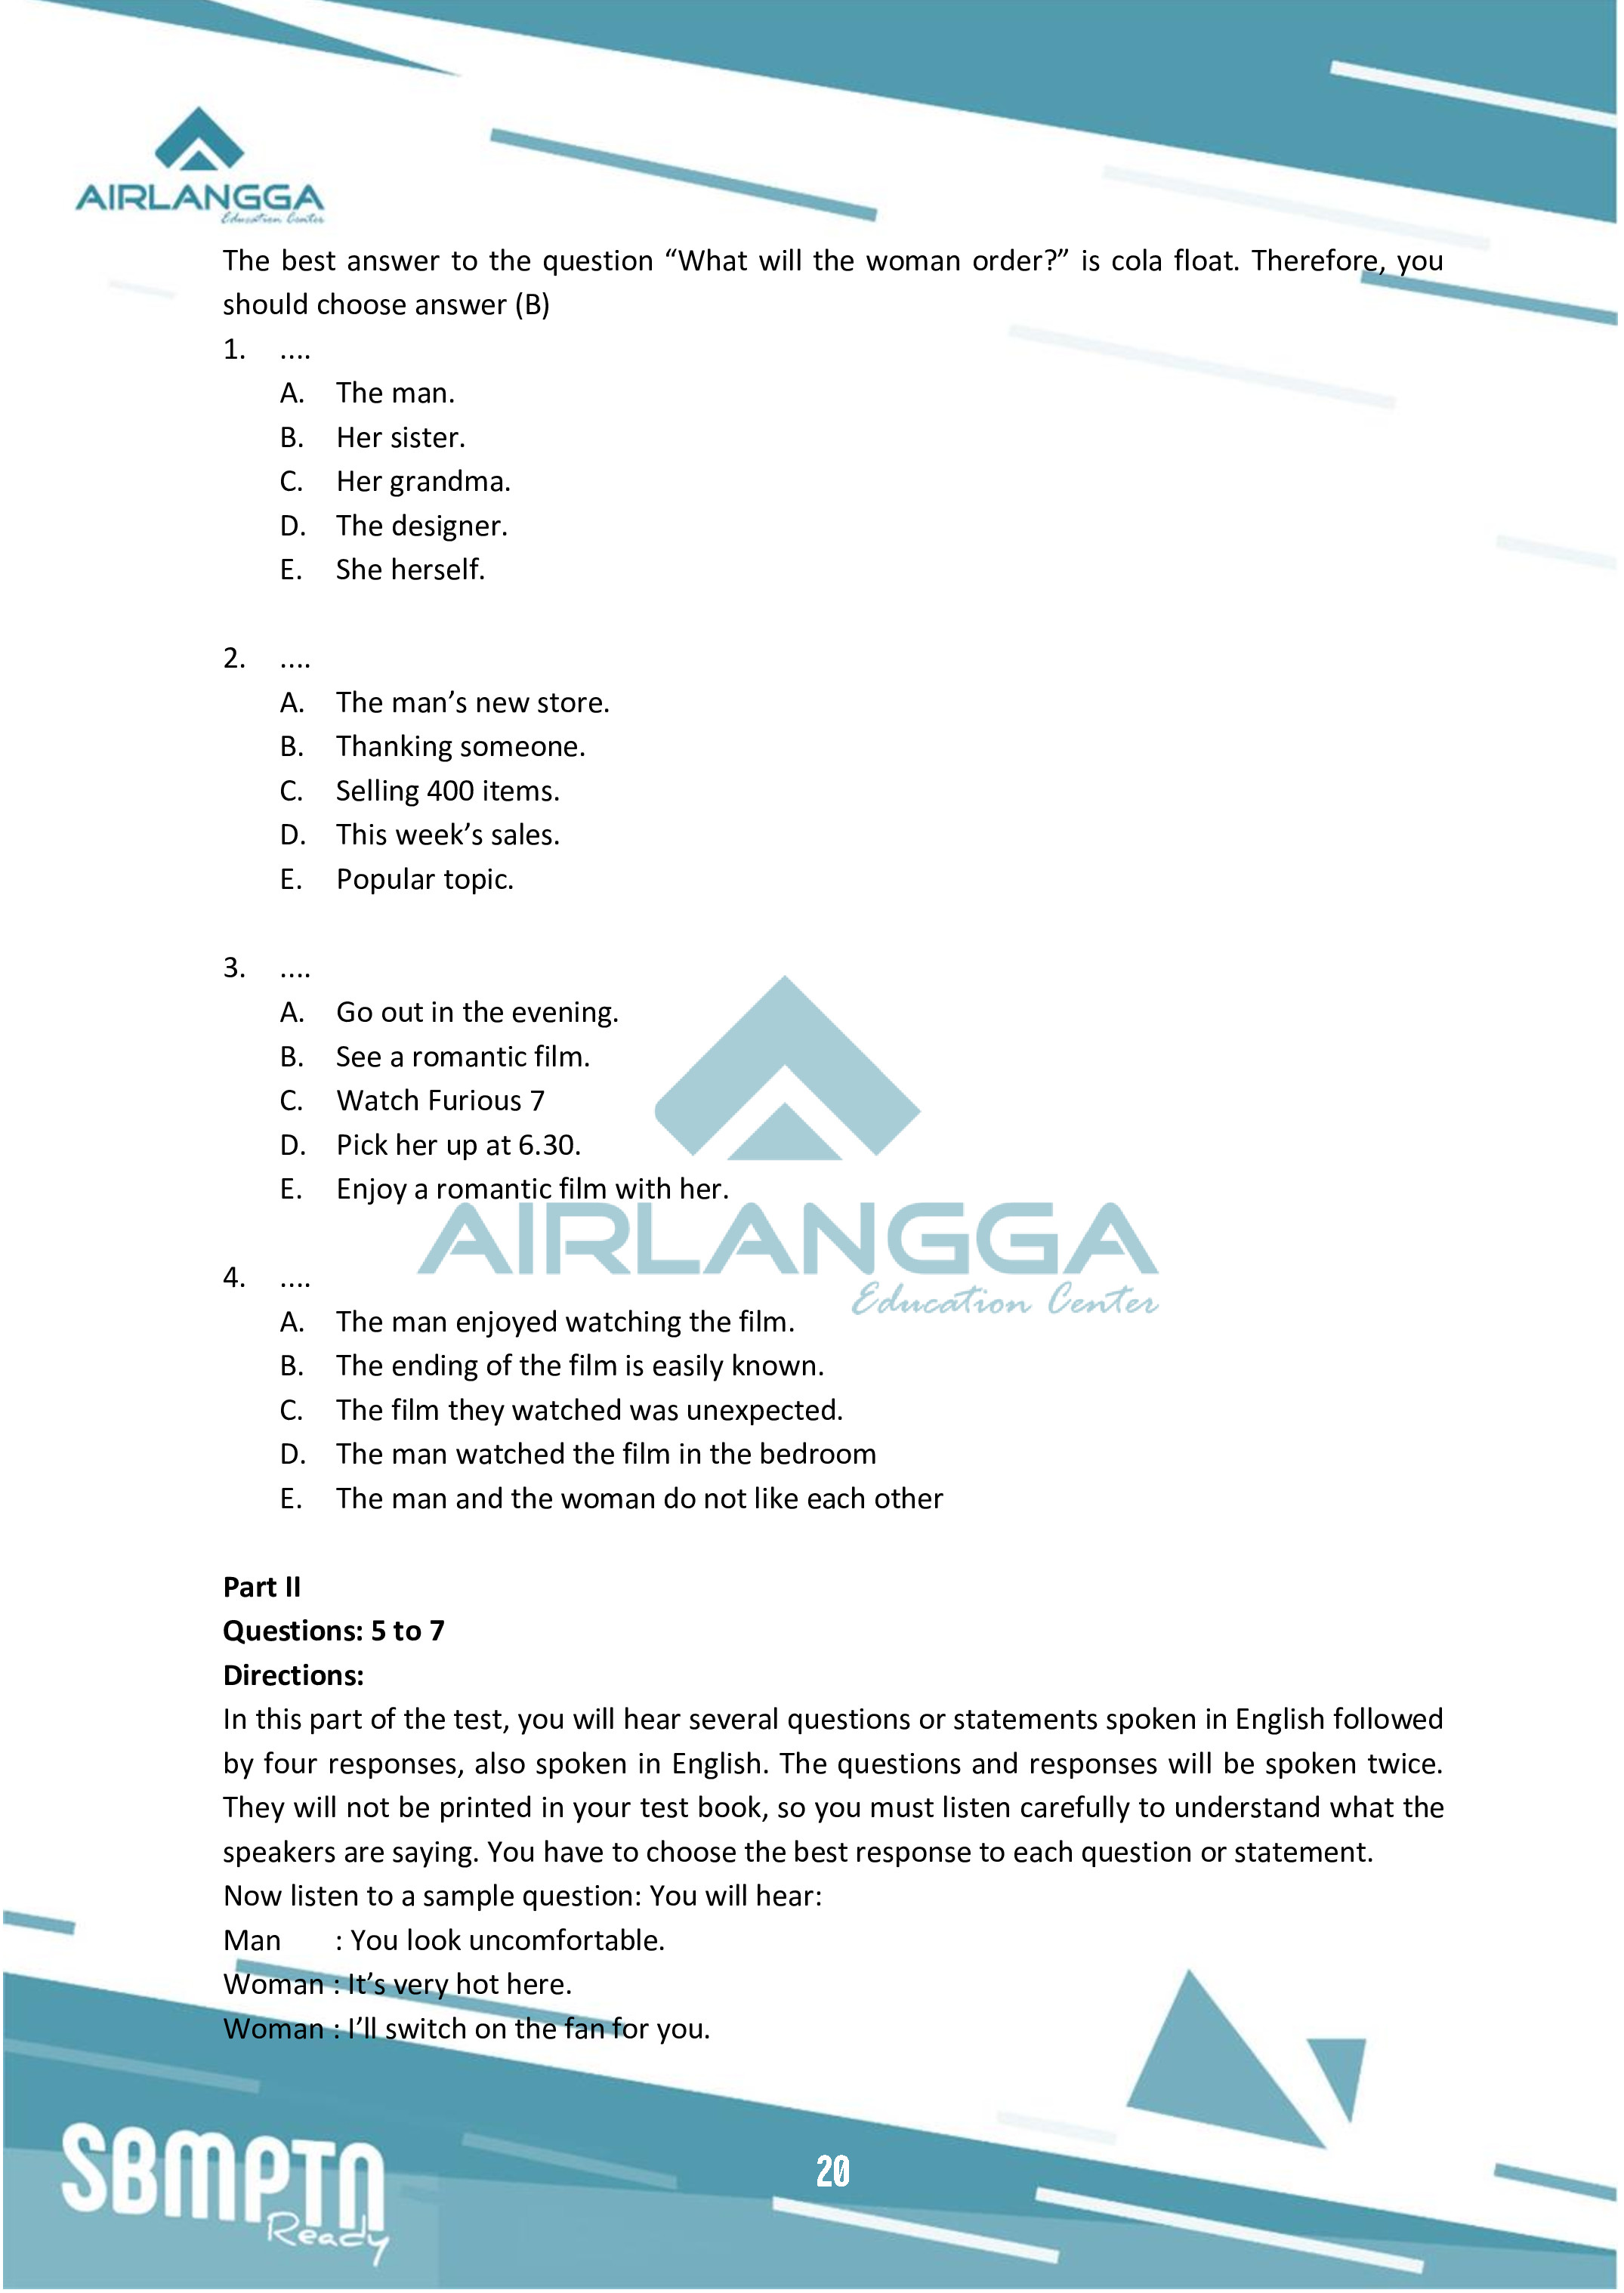 AIRLANGGA
Education Center
The best answer to the question “What will the woman order?” is cola float. Therefore, you
should choose answer (B)
1. ....
A. The man.
B. Her sister.
C. Her grandma.
D. The designer.
E. She herself.
2. ....
A. The man’s new store.
B. Thanking someone.
C. Selling 400 items.
D. This week’s sales.
E. Popular topic.
3. ....
A. Go out in the evening.
B. See a romantic film.
C. Watch Furious 7
D. Pick her up at 6.30.
E. Enjoy a romantic film with her.
AIRLANGGA
Education Center
4. ....
A. The man enjoyed watching the film.
B. The ending of the film is easily known.
C. The film they watched was unexpected.
D. The man watched the film in the bedroom
E. The man and the woman do not like each other
Part II
Questions: 5 to 7
Directions:
In this part of the test, you will hear several questions or statements spoken in English followed
by four responses, also spoken in English. The questions and responses will be spoken twice.
They will not be printed in your test book, so you must listen carefully to understand what the
speakers are saying. You have to choose the best response to each question or statement.
Now listen to a sample question: You will hear:
Man : You look uncomfortable.
Woman : It’s very hot here.
Woman : I’ll switch on the fan for you.
SBMPTN
Ready
20